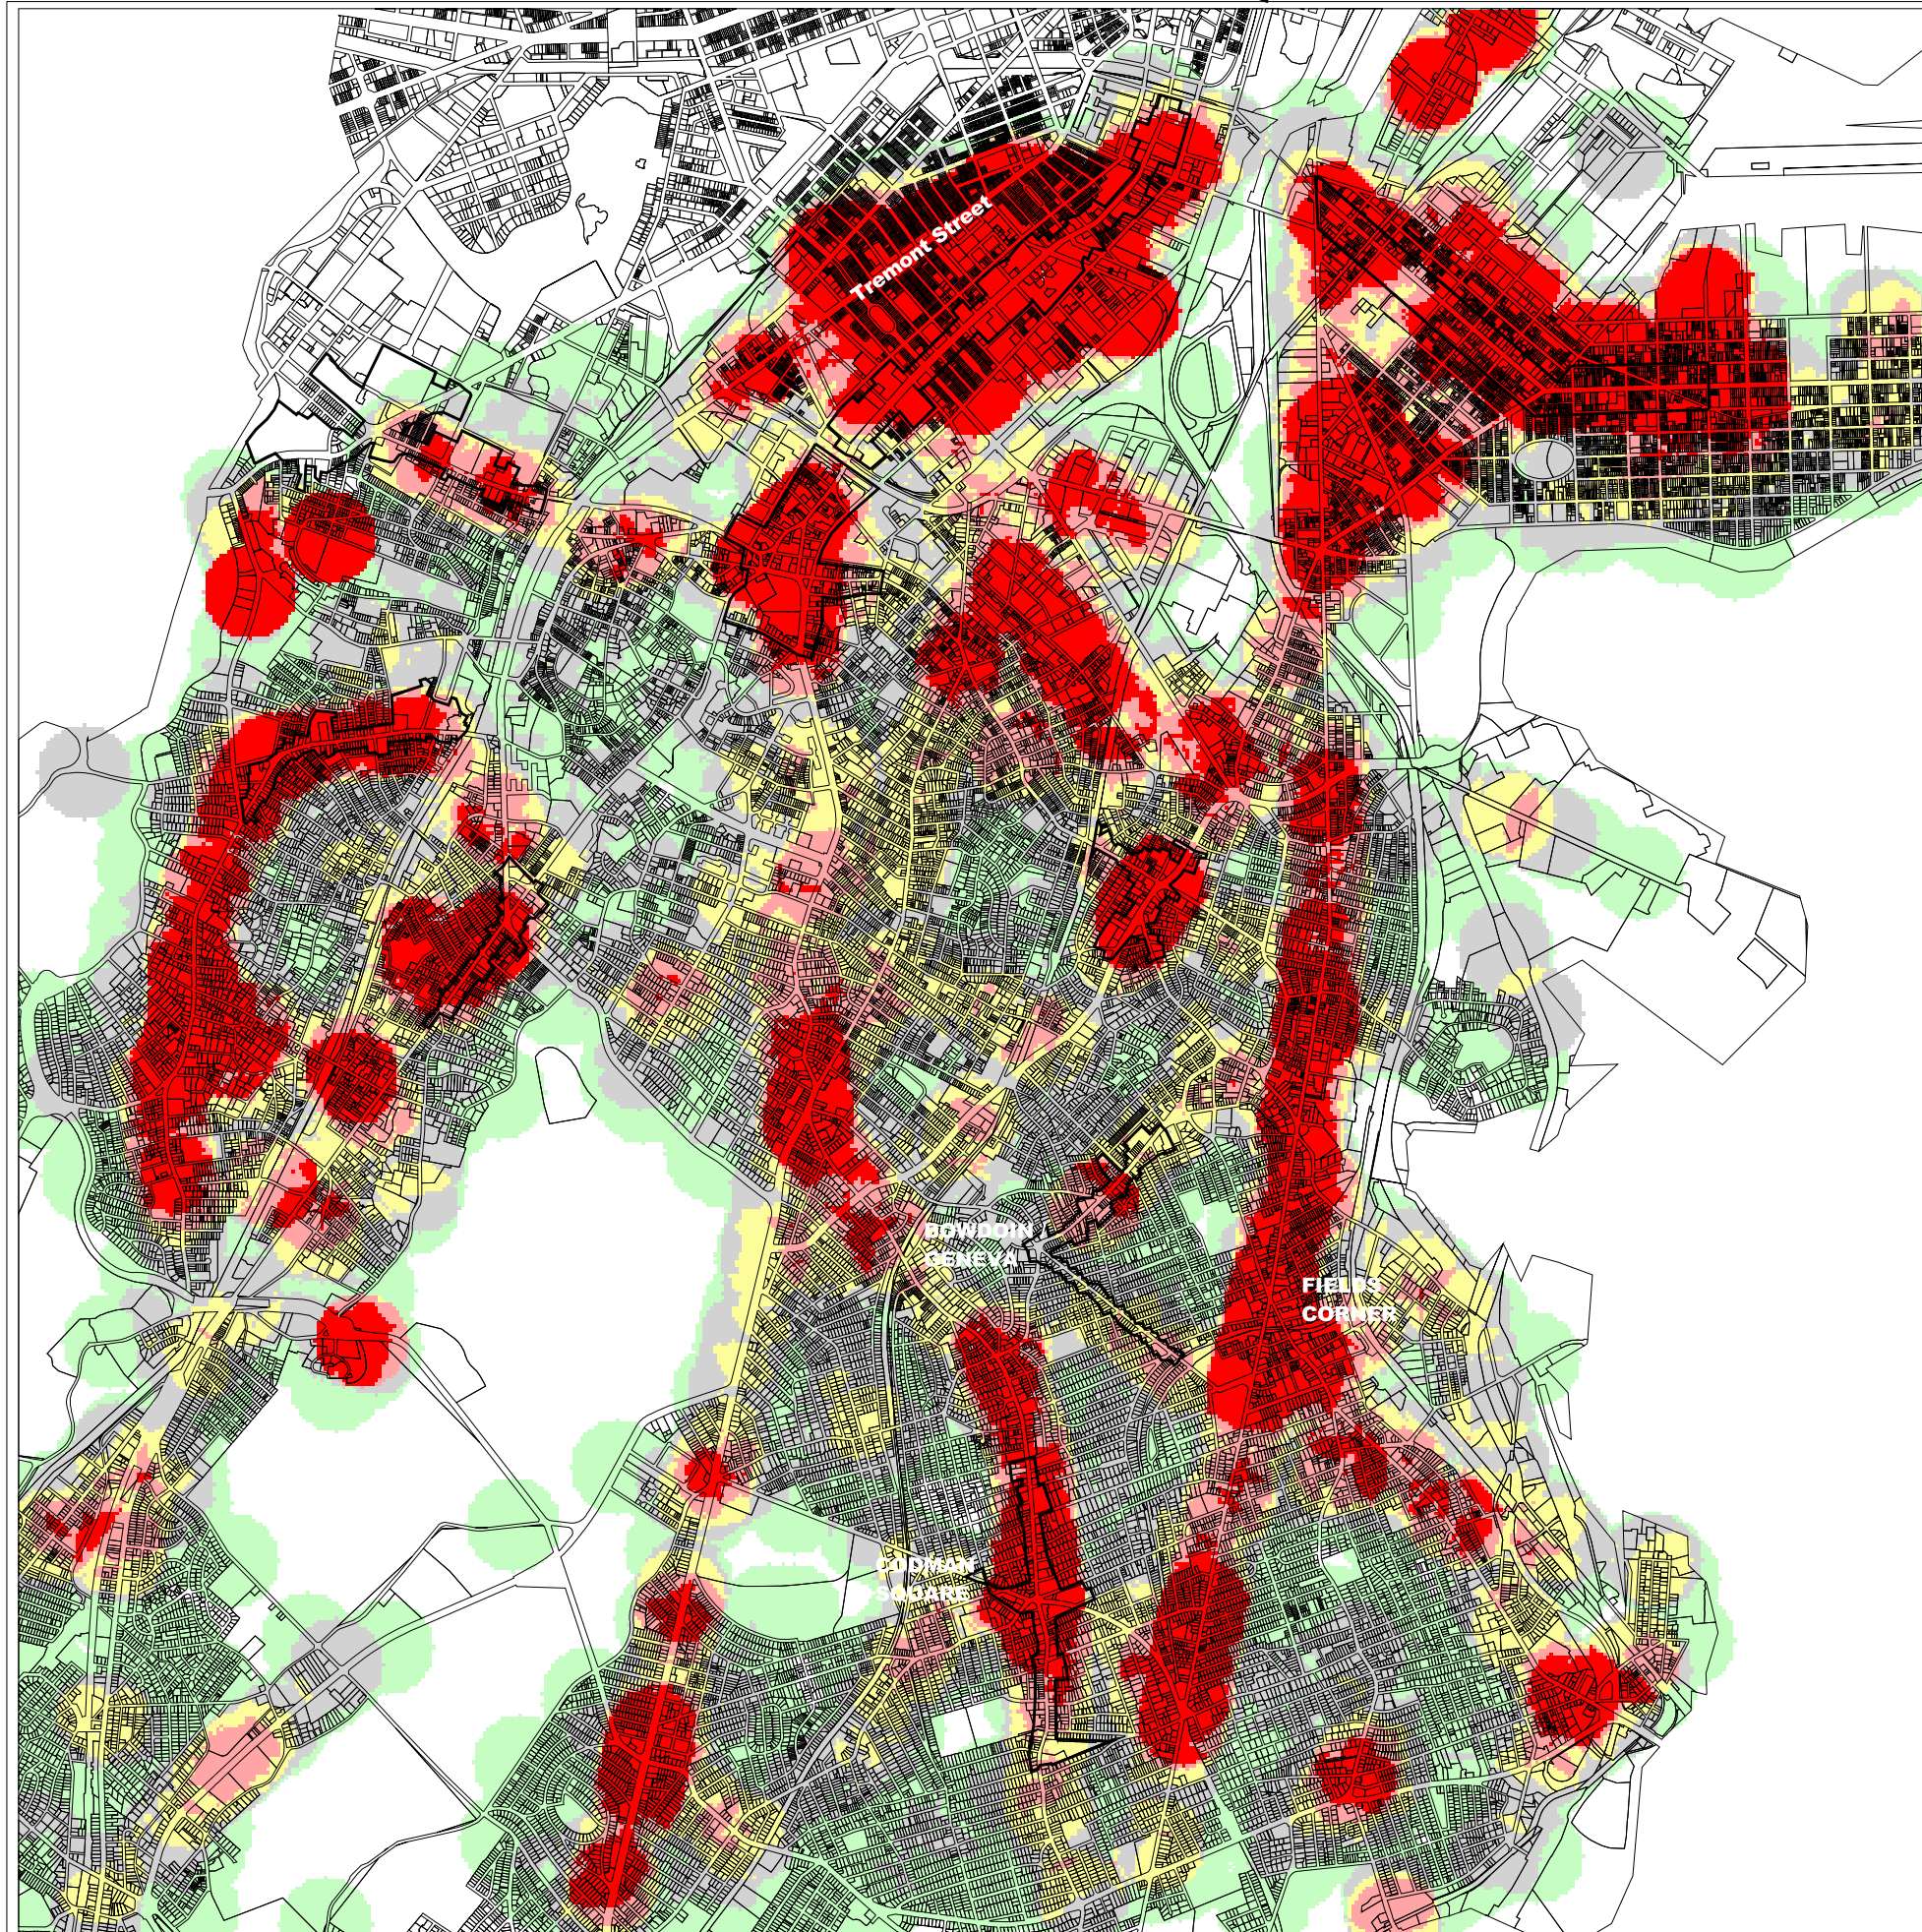 Tremont Street
BOWDOIN
GENEVA
FIELDS
CORNER
CODMAN
SQUARE